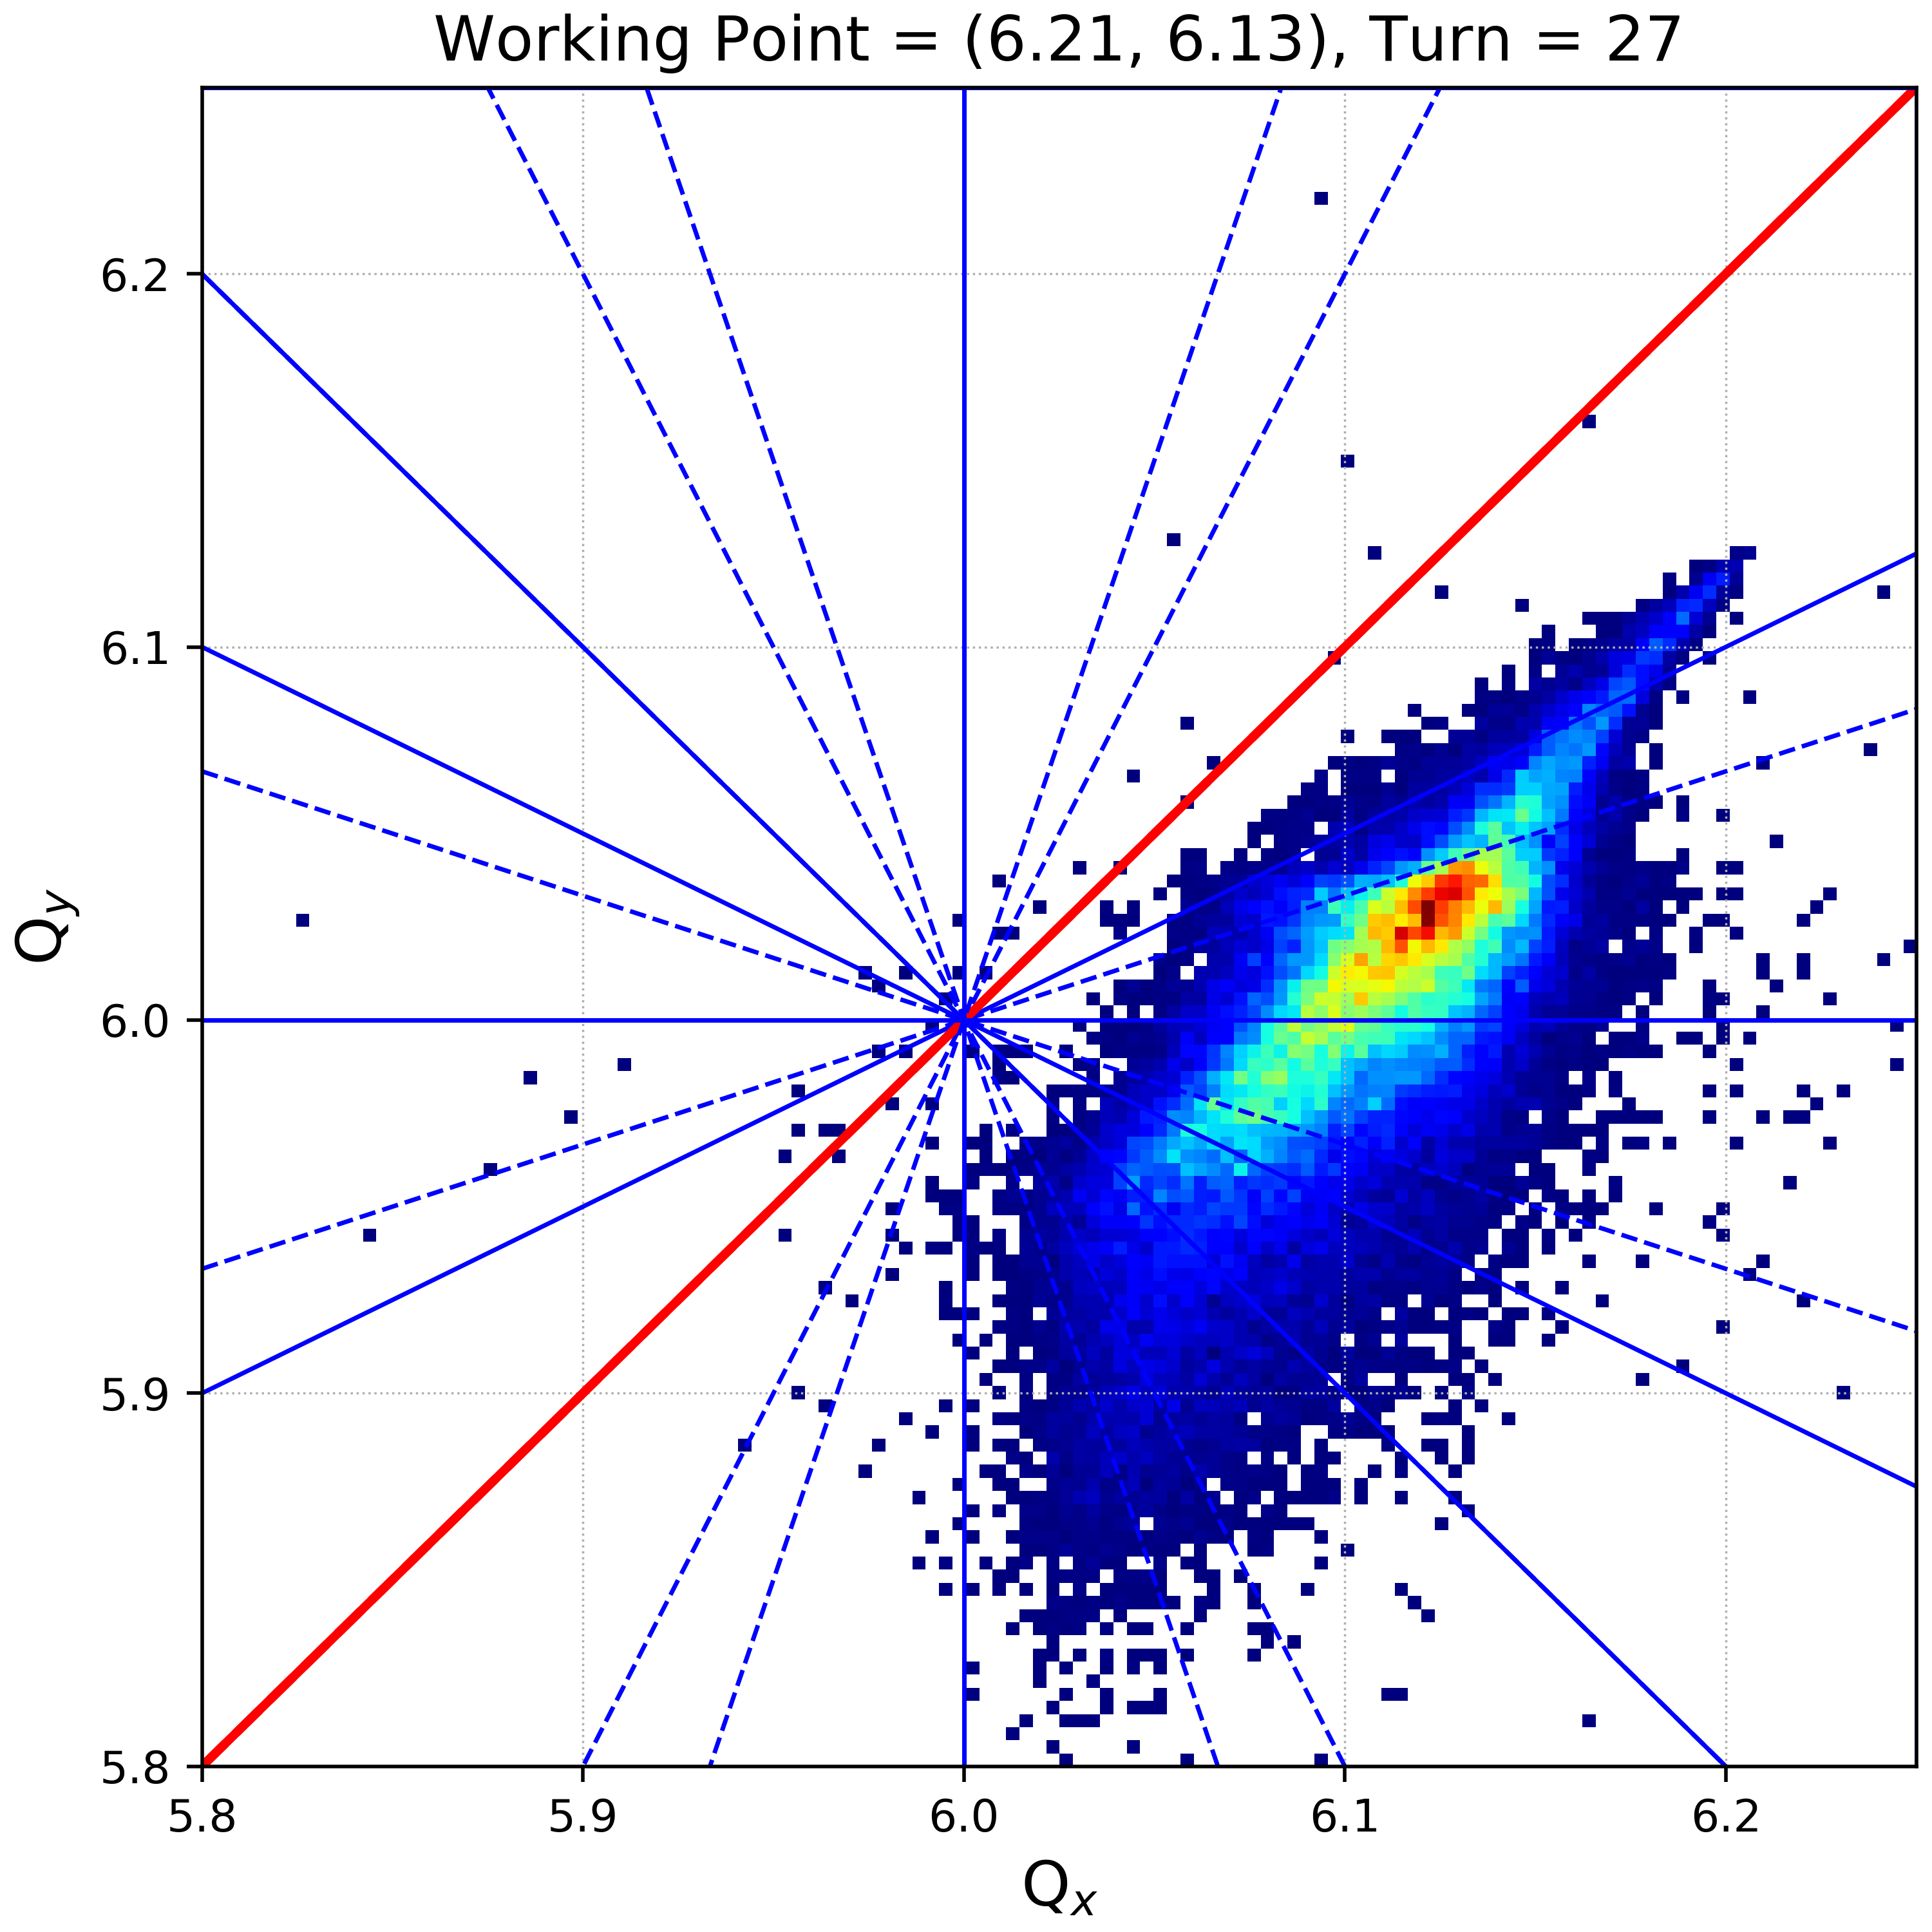 Working Point = (6.21, 6.13), Turn = 27
6.2
6.1
6.0
5.9
5.8
Qy
5.8 5.9 6.0 6.1 6.2
Qx